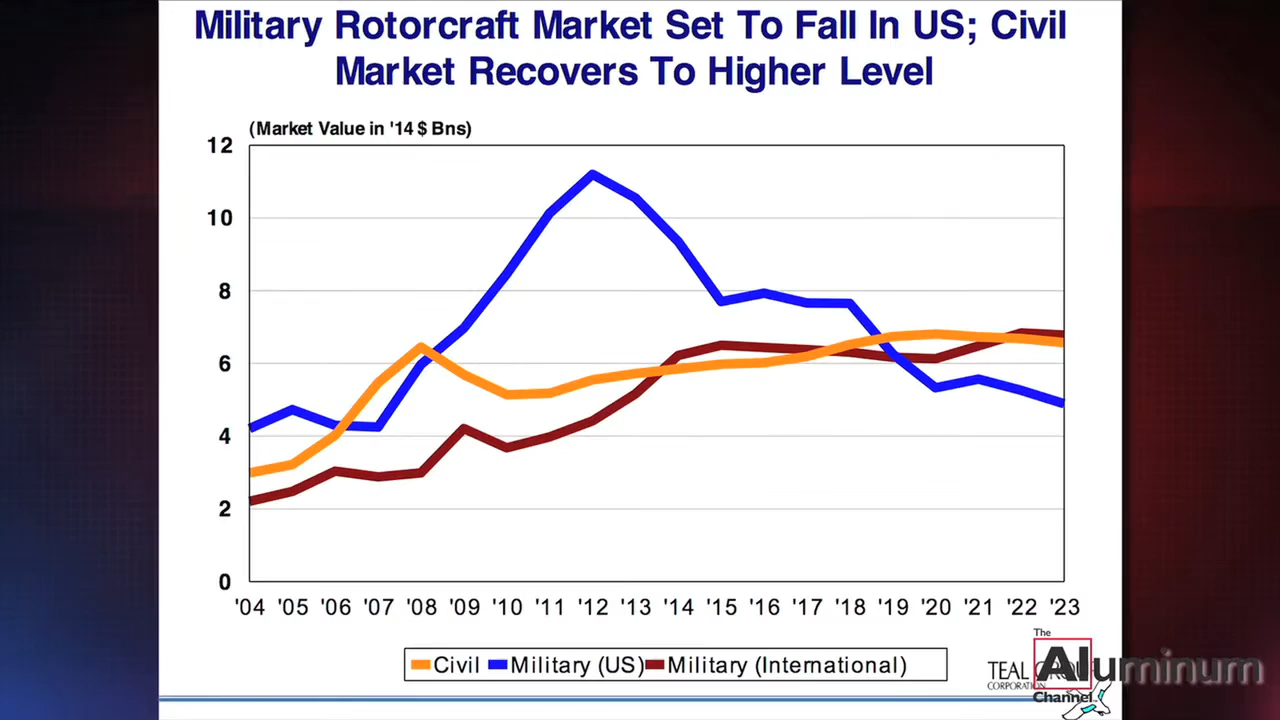 Military Rotorcraft Market Set To Fall In US; Civil
Market Recovers To Higher Level
(Market Value in '14 $ Bns)
12
10
8
6
4
2
0
'04 '05 '06 '07 '08 '09 '10 '11 '12 '13 '14 '15 '16 '17 '18 '19 '20 '21 '22 '23
Civil Military (US) Military (International)
TEAL
CORPORATION
The
Aluminum
Channel